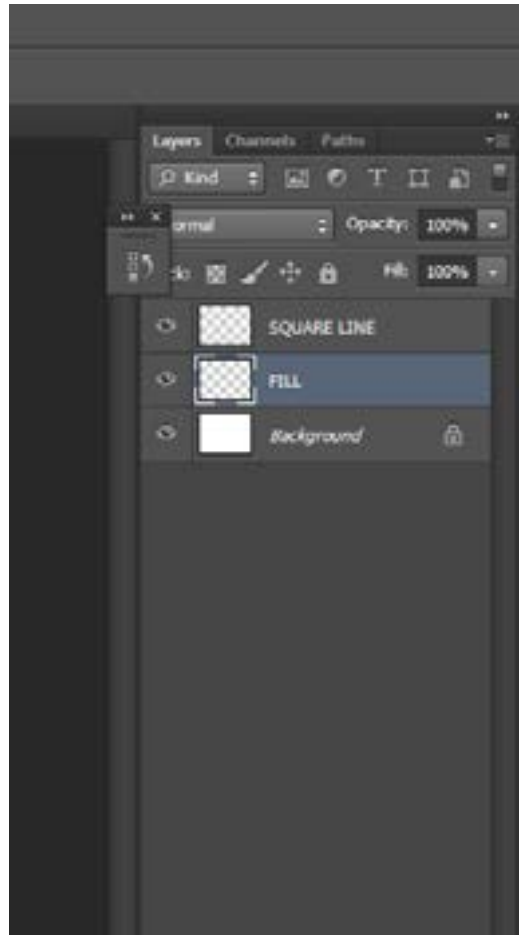 Layers Channels Paths
Kind
ormal Opacity: 100%
Fill: 100%
SQUARE LINE
FILL
Background